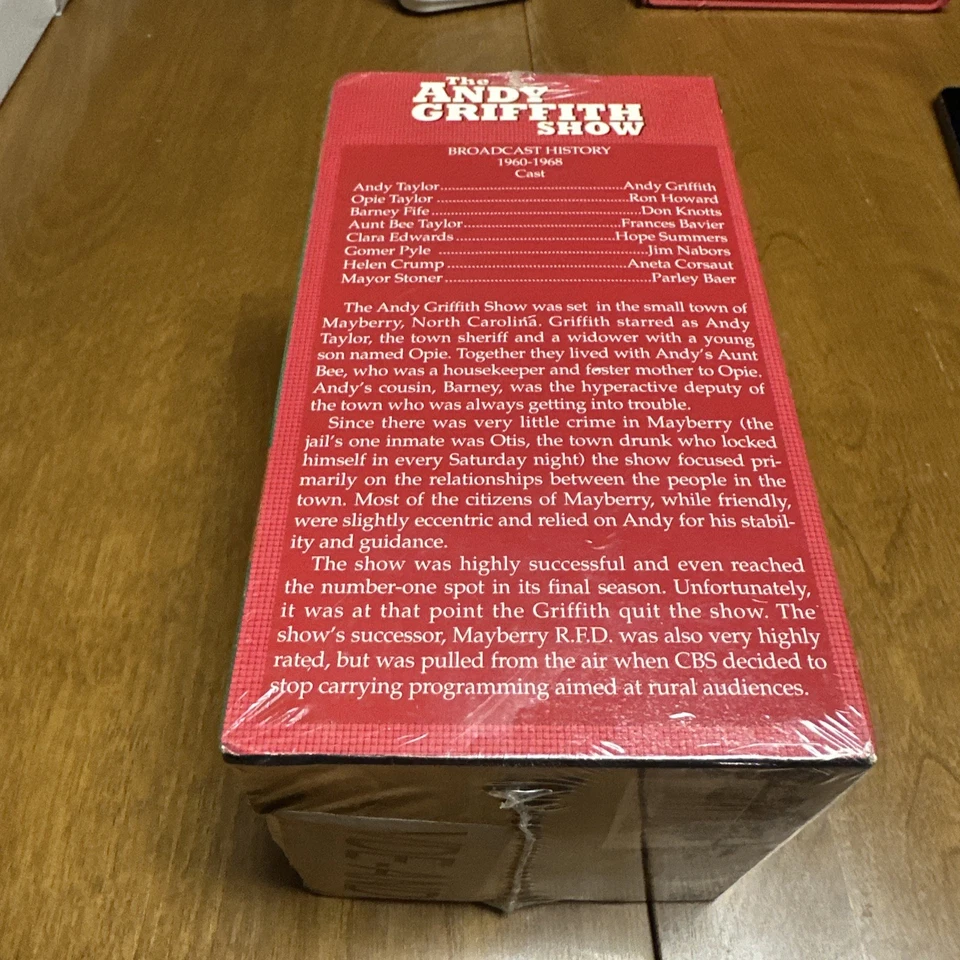 The
ANDY
GRIFFITH
SHOW
BROADCAST HISTORY
1960-1968
Cast
Andy Taylor..........................................Andy Griffith
Opie Taylor ..........................................Ron Howard
Barney Fife..........................................Don Knotts
Aunt Bee Taylor..........................................Frances Bavier
Clara Edwards..........................................Hope Summers
Gomer Pyle ..........................................Jim Nabors
Helen Crump..........................................Aneta Corsaut
Mayor Stoner..........................................Parley Baer
The Andy Griffith Show was set in the small town of
Mayberry, North Carolina. Griffith starred as Andy
Taylor, the town sheriff and a widower with a young
son named Opie. Together they lived with Andy's Aunt
Bee, who was a housekeeper and foster mother to Opie.
Andy's cousin, Barney, was the hyperactive deputy of
the town who was always getting into trouble.
Since there was very little crime in Mayberry (the
jail's one inmate was Otis, the town drunk who locked
himself in every Saturday night) the show focused pri-
marily on the relationships between the people in the
town. Most of the citizens of Mayberry, while friendly,
were slightly eccentric and relied on Andy for his stabil-
ity and guidance.
The show was highly successful and even reached
the number-one spot in its final season. Unfortunately,
it was at that point the Griffith quit the show. The
show's successor, Mayberry R.F.D. was also very highly
rated, but was pulled from the air when CBS decided to
stop carrying programming aimed at rural audiences.